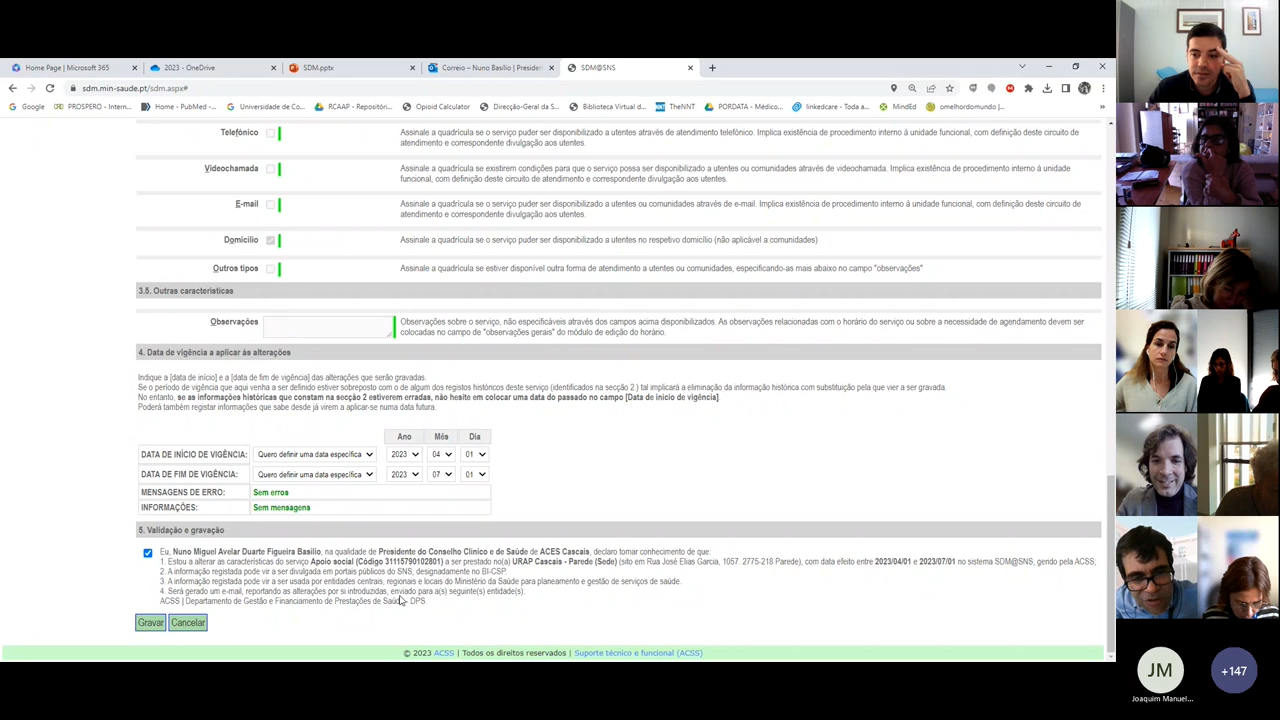 Home Page | Microsoft 365
2023 - OneDrive
SDM.pptx
Correio – Nuno Basílio | Presiden
SDM@SNS
sdm.min-saude.pt/sdm.aspx#
Google
PROSPERO - Intern...
Home - PubMed -...
Universidade de Co...
RCAAP - Repositóri...
Opioid Calculator
Direcção-Geral da S...
Biblioteca Virtual d...
TheNNT
PORDATA - Médico...
linkedcare - Toda a...
MindEd
omelhordomundo |...
Telefónico
Assinale a quadrícula se o serviço puder ser disponibilizado a utentes através de atendimento telefónico. Implica existência de procedimento interno à unidade funcional, com definição deste circuito de
atendimento e correspondente divulgação aos utentes.
Videochamada
Assinale a quadrícula se existirem condições para que o serviço possa ser disponibilizado a utentes ou comunidades através de videochamada. Implica existência de procedimento interno à unidade
funcional, com definição deste circuito de atendimento e correspondente divulgação aos utentes.
E-mail
Assinale a quadrícula se o serviço puder ser disponibilizado a utentes ou comunidades através de e-mail. Implica existência de procedimento interno à unidade funcional, com definição deste circuito de
atendimento e correspondente divulgação aos utentes.
Domicílio
Assinale a quadrícula se o serviço puder ser disponibilizado a utentes no respetivo domicílio (não aplicável a comunidades)
Outros tipos
Assinale a quadrícula se estiver disponível outra forma de atendimento a utentes ou comunidades, especificando-as mais abaixo no campo "observações"
3.5. Outras características
Observações
Observações sobre o serviço, não especificáveis através dos campos acima disponibilizados. As observações relacionadas com o horário do serviço ou sobre a necessidade de agendamento devem ser
colocadas no campo de "observações gerais" do módulo de edição do horário.
4. Data de vigência a aplicar às alterações
Indique a [data de início] e a [data de fim de vigência] das alterações que serão gravadas.
Se o período de vigência que aqui venha a ser definido estiver sobreposto com o de algum dos registos históricos deste serviço (identificados na secção 2.) tal implicará a eliminação da informação histórica com substituição pela que vier a ser gravada.
No entanto, se as informações históricas que constam na secção 2 estiverem erradas, não hesite em colocar uma data do passado no campo [Data de início de vigência].
Poderá também registar informações que sabe desde já virem a aplicar-se numa data futura.
Ano Mês Dia
DATA DE INÍCIO DE VIGÊNCIA: Quero definir uma data específica 2023 04 01
DATA DE FIM DE VIGÊNCIA: Quero definir uma data específica 2023 07 01
MENSAGENS DE ERRO: Sem erros
INFORMAÇÕES: Sem mensagens
5. Validação e gravação
Eu, Nuno Miguel Avelar Duarte Figueira Basílio, na qualidade de Presidente do Conselho Clínico e de Saúde de ACES Cascais, declaro tomar conhecimento de que:
1. Estou a alterar as características do serviço Apoio social (Código 31115790102801) a ser prestado no(a) URAP Cascais - Parede (Sede) (sito em Rua José Elias Garcia, 1057. 2775-218 Parede), com data efeito entre 2023/04/01 e 2023/07/01 no sistema SDM@SNS, gerido pela ACSS;
2. A informação registada pode vir a ser divulgada em portais públicos do SNS, designadamente no BI-CSP.
3. A informação registada pode vir a ser usada por entidades centrais, regionais e locais do Ministério da Saúde para planeamento e gestão de serviços de saúde.
4. Será gerado um e-mail, reportando as alterações por si introduzidas, enviado para a(s) seguinte(s) entidade(s):
ACSS | Departamento de Gestão e Financiamento de Prestações de Saúde - DPS
Gravar Cancelar
© 2023 ACSS | Todos os direitos reservados | Suporte técnico e funcional (ACSS)
JM
+147
Joaquim Manuel...